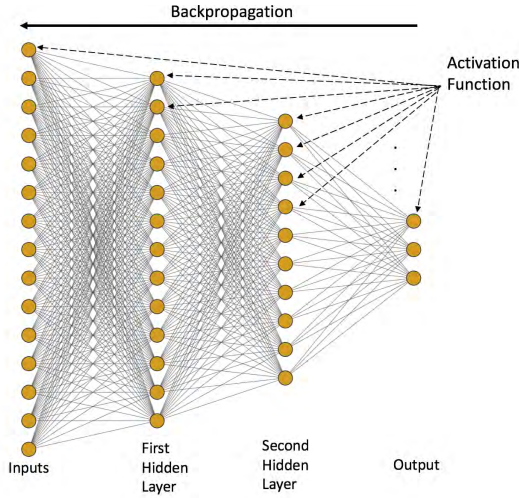 Backpropagation
Activation
Function
.
.
.
Inputs
First
Hidden
Layer
Second
Hidden
Layer
Output